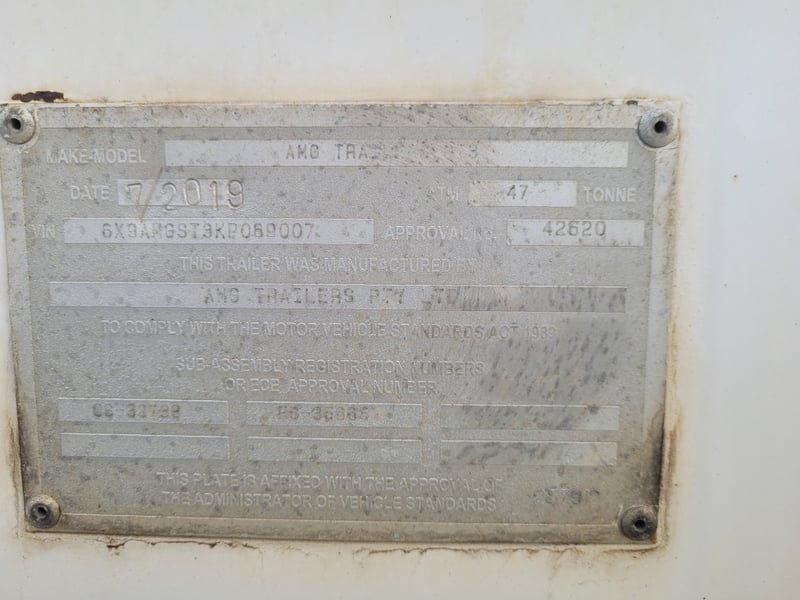 MAKE-MODEL AMG TRA
DATE 7/2019 ATM 47 TONNE
VIN 6X9AMGST9KP069007 APPROVAL No. 42620
THIS TRAILER WAS MANUFACTURED BY
AMG TRAILERS PTY LTD
TO COMPLY WITH THE MOTOR VEHICLE STANDARDS ACT 1989
SUB-ASSEMBLY REGISTRATION NUMBERS
OR ECE APPROVAL NUMBER
THIS PLATE IS AFFIXED WITH THE APPROVAL OF
THE ADMINISTRATOR OF VEHICLE STANDARDS